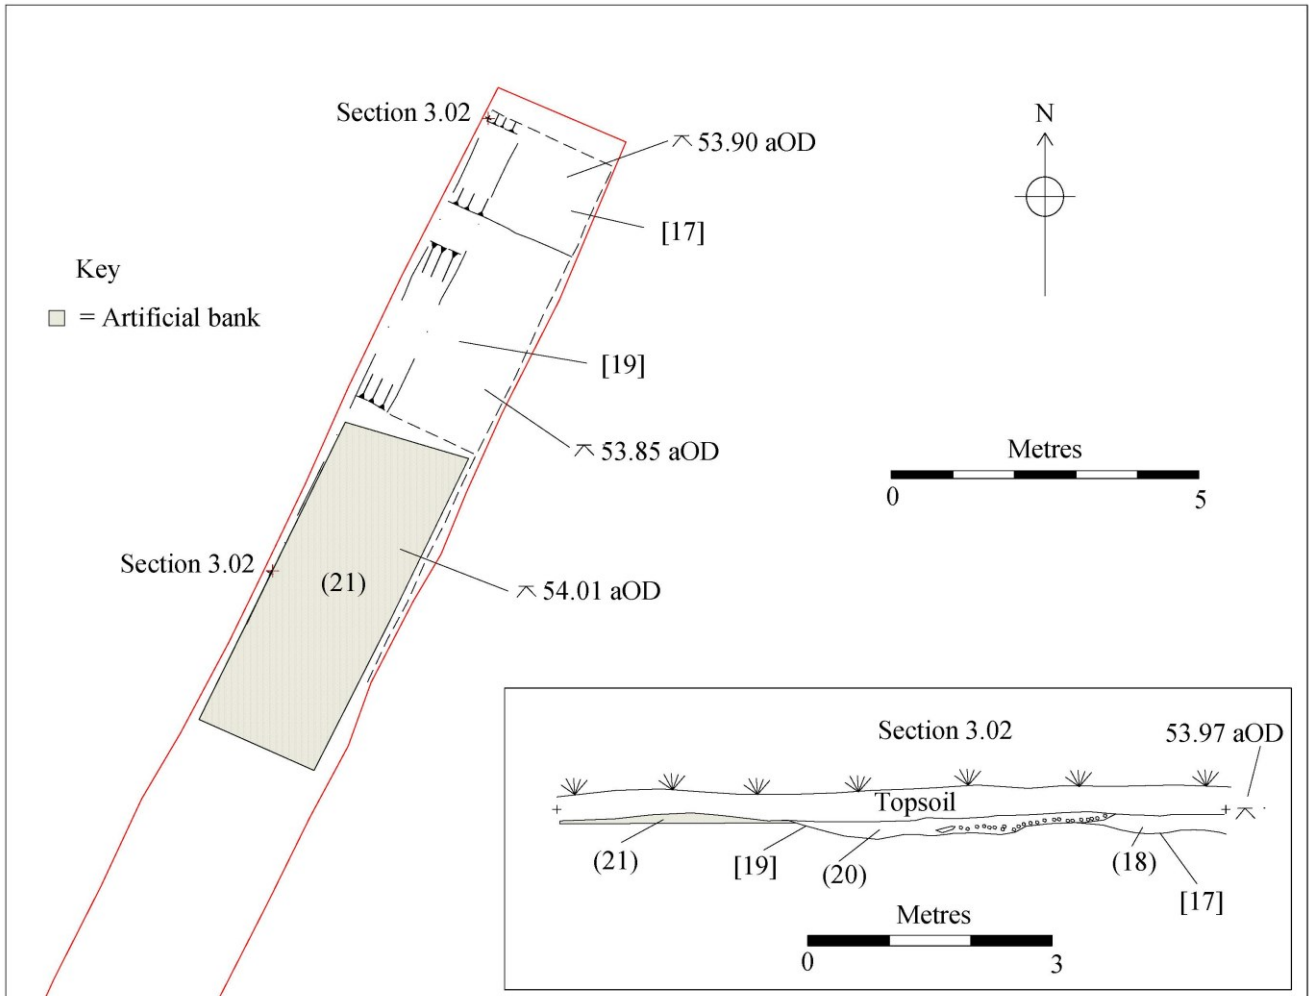 Section 3.02
53.90 aOD
N
[17]
Key
= Artificial bank
[19]
53.85 aOD
Metres
0 5
Section 3.02
(21)
54.01 aOD
Section 3.02
53.97 aOD
Topsoil
(21)
[19]
(20)
(18)
[17]
Metres
0 3